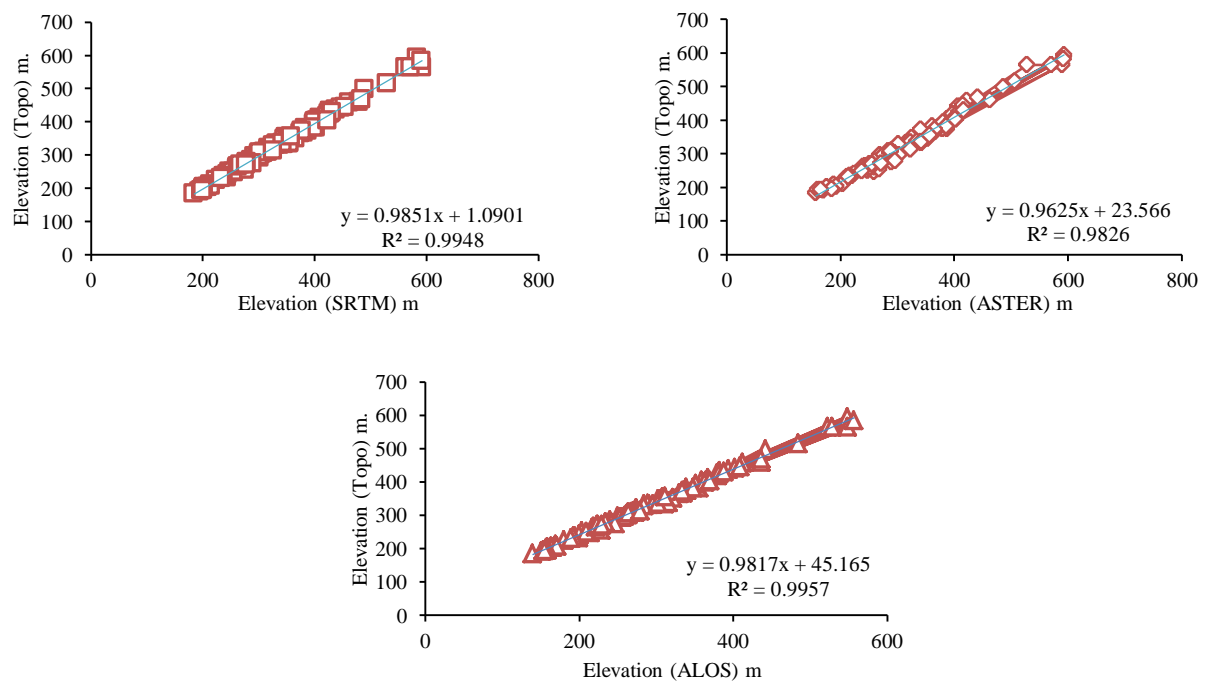 Elevation (Topo) m.
700
600
500
400
300
200
100
0
y = 0.9851x + 1.0901
R² = 0.9948
0 200 400 600 800
Elevation (SRTM) m
Elevation (Topo) m.
700
600
500
400
300
200
100
0
y = 0.9625x + 23.566
R² = 0.9826
0 200 400 600 800
Elevation (ASTER) m
Elevation (Topo) m.
700
600
500
400
300
200
100
0
y = 0.9817x + 45.165
R² = 0.9957
0 200 400 600
Elevation (ALOS) m